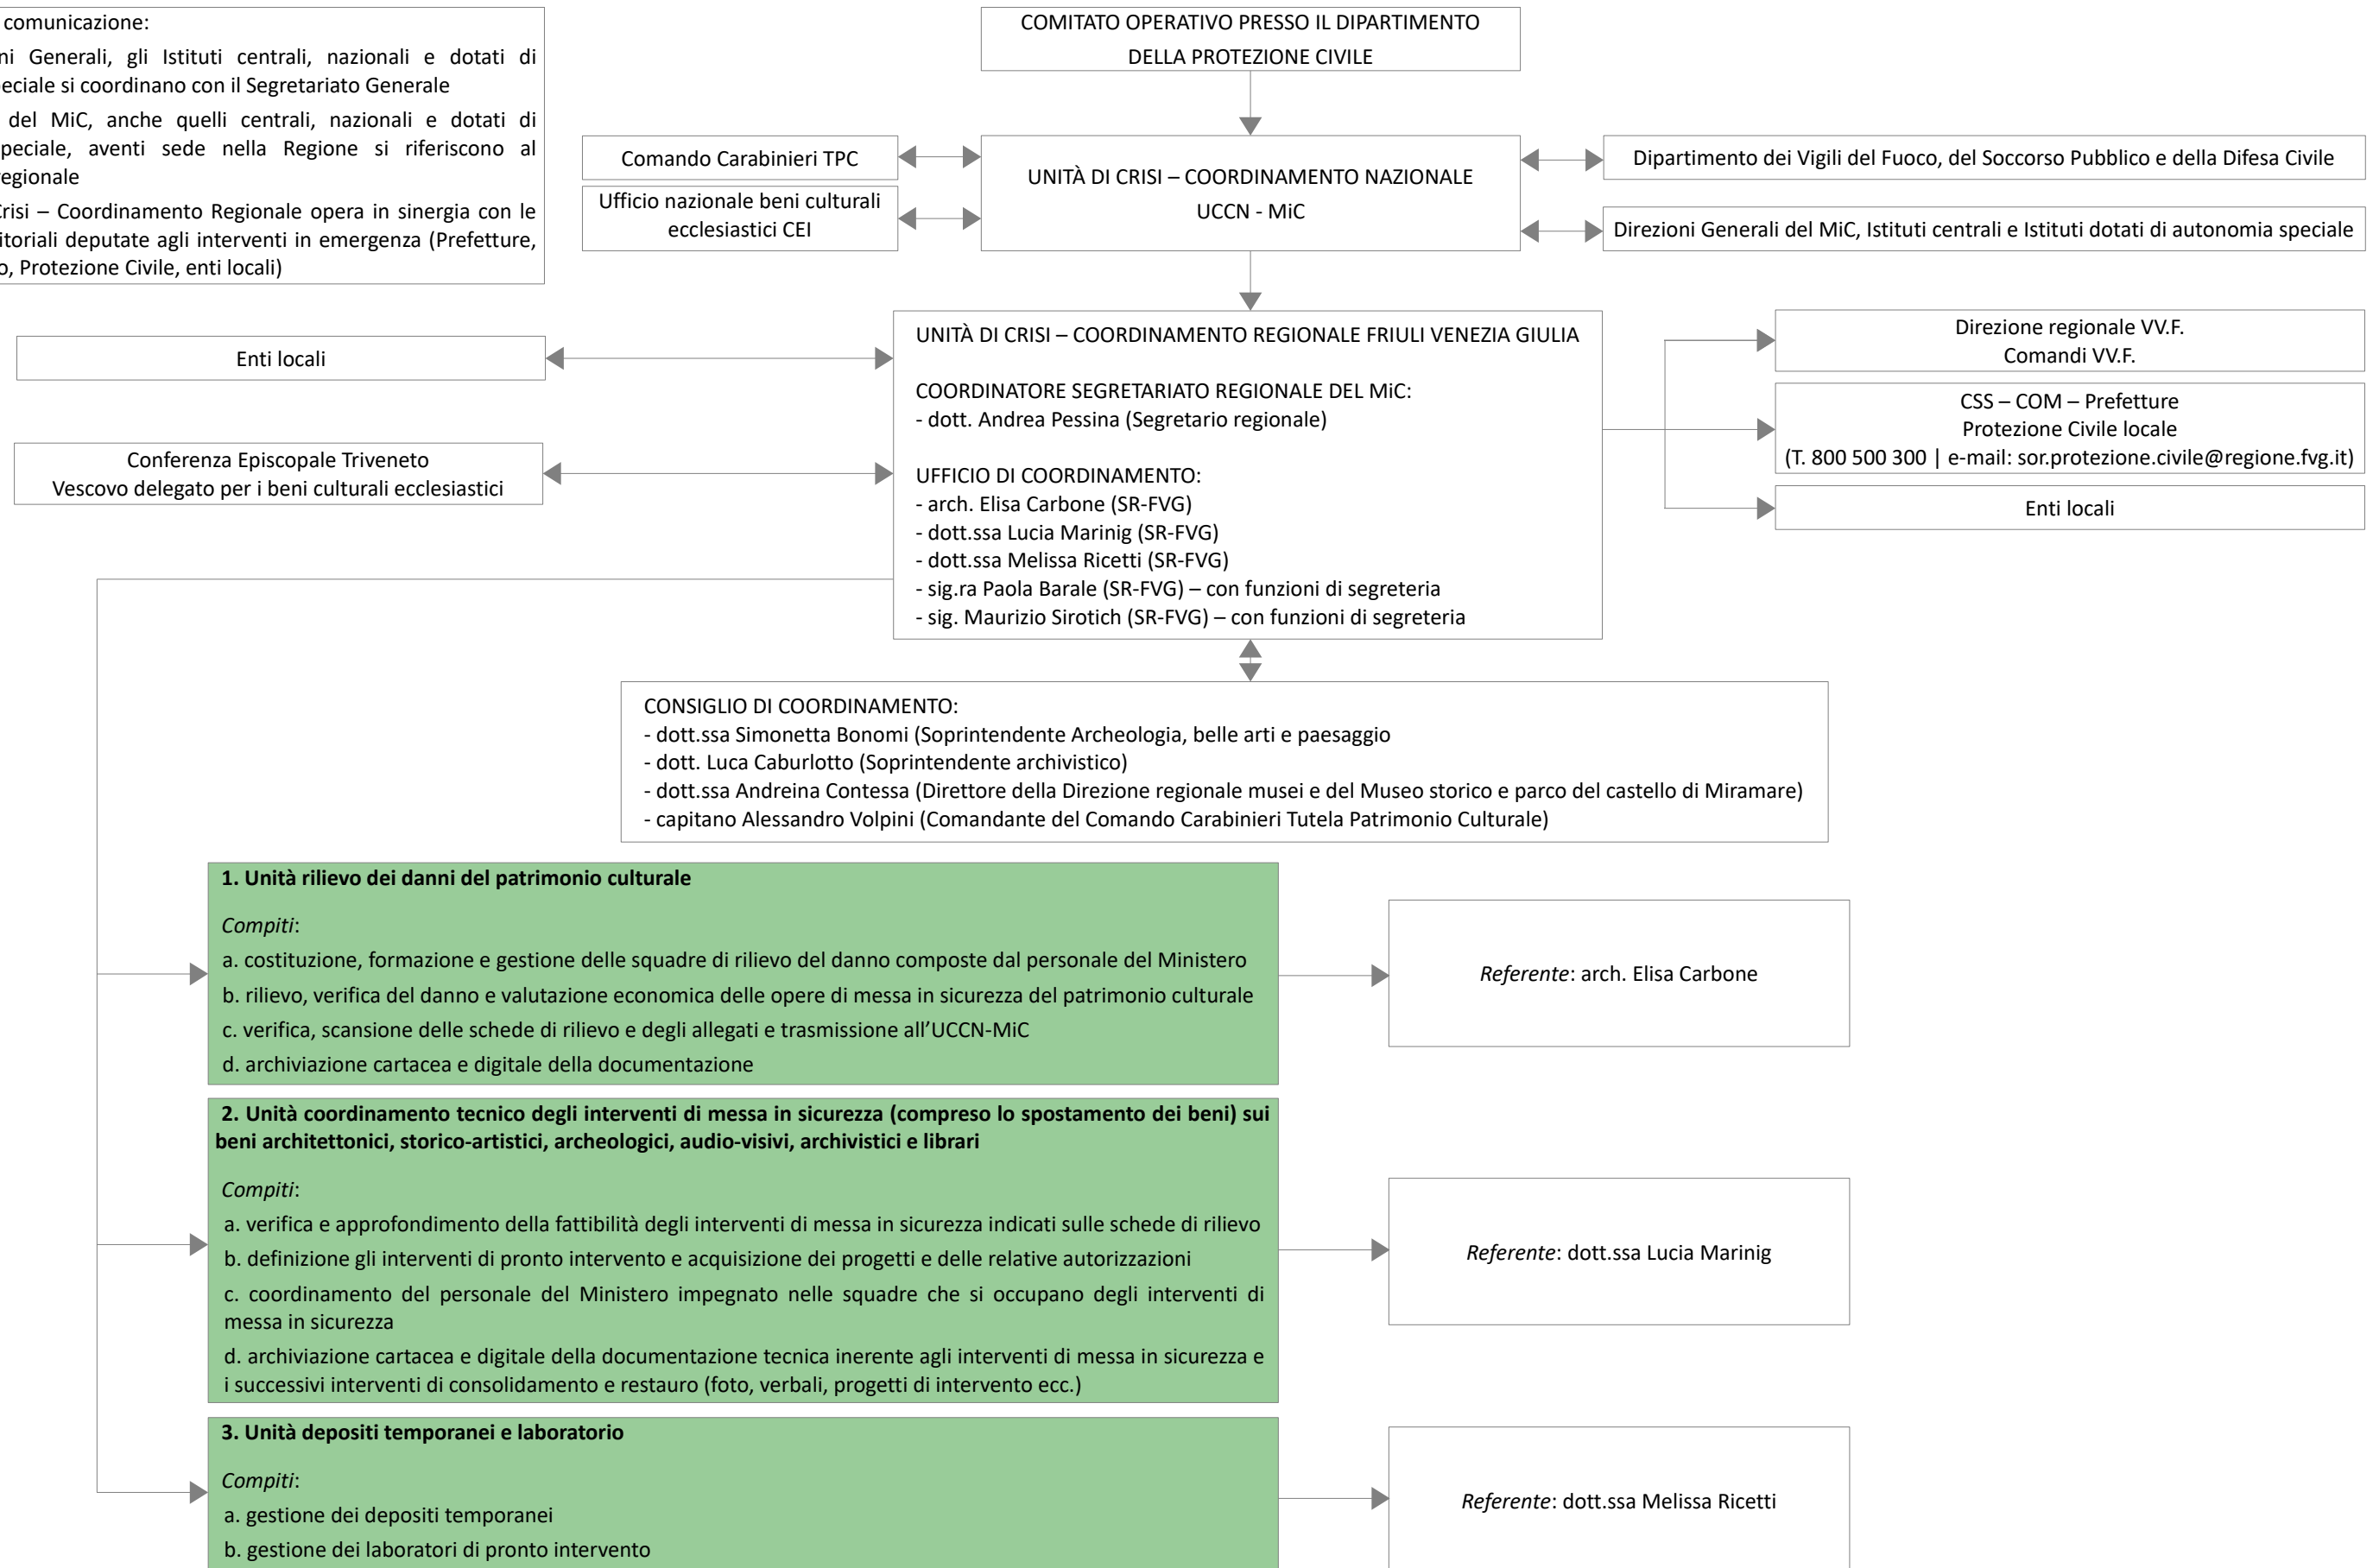 comunicazione:
Generali, gli Istituti centrali, nazionali e dotati di
si coordinano con il Segretariato Generale
del MiC, anche quelli centrali, nazionali e dotati di
aventi sede nella Regione si riferiscono al
– Coordinamento Regionale opera in sinergia con le
deputate agli interventi in emergenza (Prefetture,
Protezione Civile, enti locali)
COMITATO OPERATIVO PRESSO IL DIPARTIMENTO
DELLA PROTEZIONE CIVILE
Comando Carabinieri TPC
Ufficio nazionale beni culturali
ecclesiastici CEI
UNITÀ DI CRISI – COORDINAMENTO NAZIONALE
UCCN - MiC
Dipartimento dei Vigili del Fuoco, del Soccorso Pubblico e della Difesa Civile
Direzioni Generali del MiC, Istituti centrali e Istituti dotati di autonomia speciale
Enti locali
Conferenza Episcopale Triveneto
Vescovo delegato per i beni culturali ecclesiastici
UNITÀ DI CRISI – COORDINAMENTO REGIONALE FRIULI VENEZIA GIULIA
COORDINATORE SEGRETARIATO REGIONALE DEL MiC:
- dott. Andrea Pessina (Segretario regionale)
UFFICIO DI COORDINAMENTO:
- arch. Elisa Carbone (SR-FVG)
- dott.ssa Lucia Marinig (SR-FVG)
- dott.ssa Melissa Ricetti (SR-FVG)
- sig.ra Paola Barale (SR-FVG) – con funzioni di segreteria
- sig. Maurizio Sirotich (SR-FVG) – con funzioni di segreteria
Direzione regionale VV.F.
Comandi VV.F.
CSS – COM – Prefetture
Protezione Civile locale
(T. 800 500 300 | e-mail: sor.protezione.civile@regione.fvg.it)
Enti locali
CONSIGLIO DI COORDINAMENTO:
- dott.ssa Simonetta Bonomi (Soprintendente Archeologia, belle arti e paesaggio
- dott. Luca Caburlotto (Soprintendente archivistico)
- dott.ssa Andreina Contessa (Direttore della Direzione regionale musei e del Museo storico e parco del castello di Miramare)
- capitano Alessandro Volpini (Comandante del Comando Carabinieri Tutela Patrimonio Culturale)
1. Unità rilievo dei danni del patrimonio culturale
Compiti:
a. costituzione, formazione e gestione delle squadre di rilievo del danno composte dal personale del Ministero
b. rilievo, verifica del danno e valutazione economica delle opere di messa in sicurezza del patrimonio culturale
c. verifica, scansione delle schede di rilievo e degli allegati e trasmissione all’UCCN-MiC
d. archiviazione cartacea e digitale della documentazione
Referente: arch. Elisa Carbone
2. Unità coordinamento tecnico degli interventi di messa in sicurezza (compreso lo spostamento dei beni) sui
beni architettonici, storico-artistici, archeologici, audio-visivi, archivistici e librari
Compiti:
a. verifica e approfondimento della fattibilità degli interventi di messa in sicurezza indicati sulle schede di rilievo
b. definizione gli interventi di pronto intervento e acquisizione dei progetti e delle relative autorizzazioni
c. coordinamento del personale del Ministero impegnato nelle squadre che si occupano degli interventi di
messa in sicurezza
d. archiviazione cartacea e digitale della documentazione tecnica inerente agli interventi di messa in sicurezza e
i successivi interventi di consolidamento e restauro (foto, verbali, progetti di intervento ecc.)
Referente: dott.ssa Lucia Marinig
3. Unità depositi temporanei e laboratorio
Compiti:
a. gestione dei depositi temporanei
b. gestione dei laboratori di pronto intervento
Referente: dott.ssa Melissa Ricetti